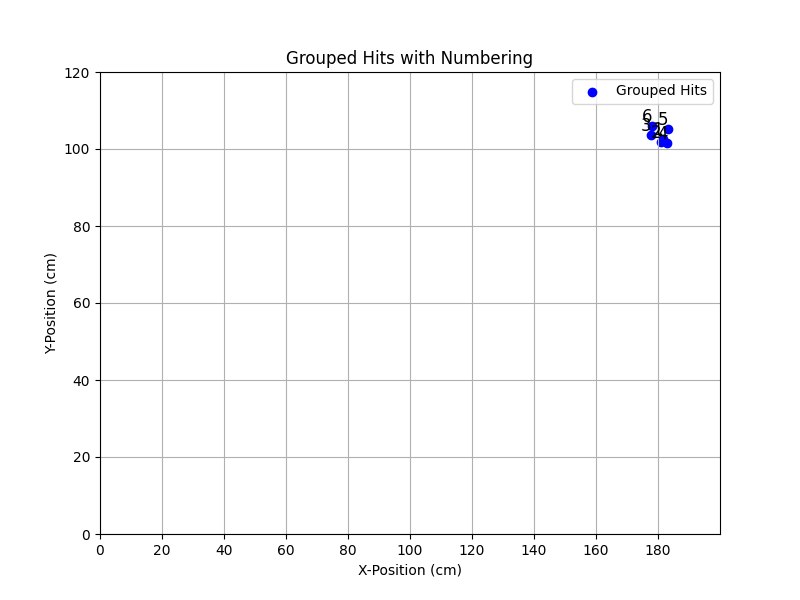 Grouped Hits with Numbering
Grouped Hits
120
100
80
60
40
20
0
6 5
3
4
0 20 40 60 80 100 120 140 160 180
X-Position (cm)
Y-Position (cm)